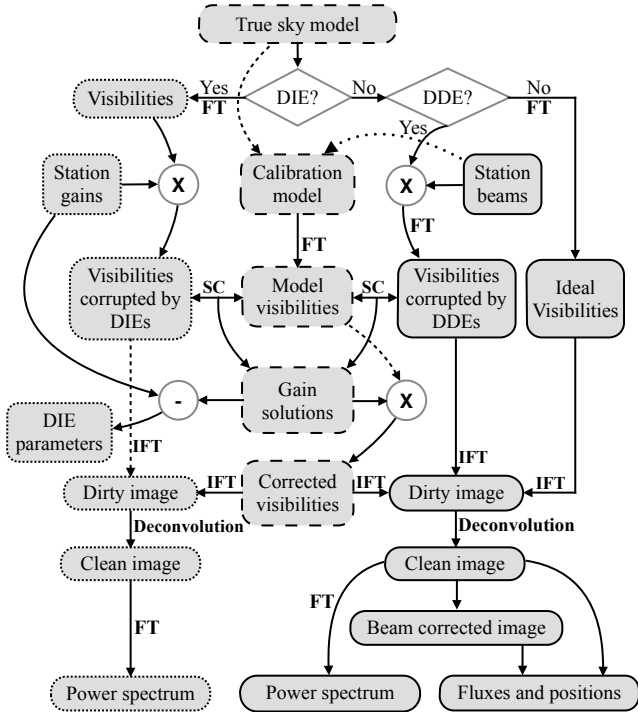 True sky model
Yes
FT
DIE?
No
DDE?
No
FT
Visibilities
Yes
Station
gains
X
Calibration
model
X
Station
beams
FT
FT
Visibilities
corrupted by
DIEs
SC
Model
visibilities
SC
Visibilities
corrupted by
DDEs
Ideal
Visibilities
-
Gain
solutions
X
DIE
parameters
IFT
IFT
Dirty image
IFT
Corrected
visibilities
IFT
Dirty image
IFT
Deconvolution
Deconvolution
Clean image
Clean image
FT
FT
Beam corrected image
Power spectrum
Power spectrum
Fluxes and positions